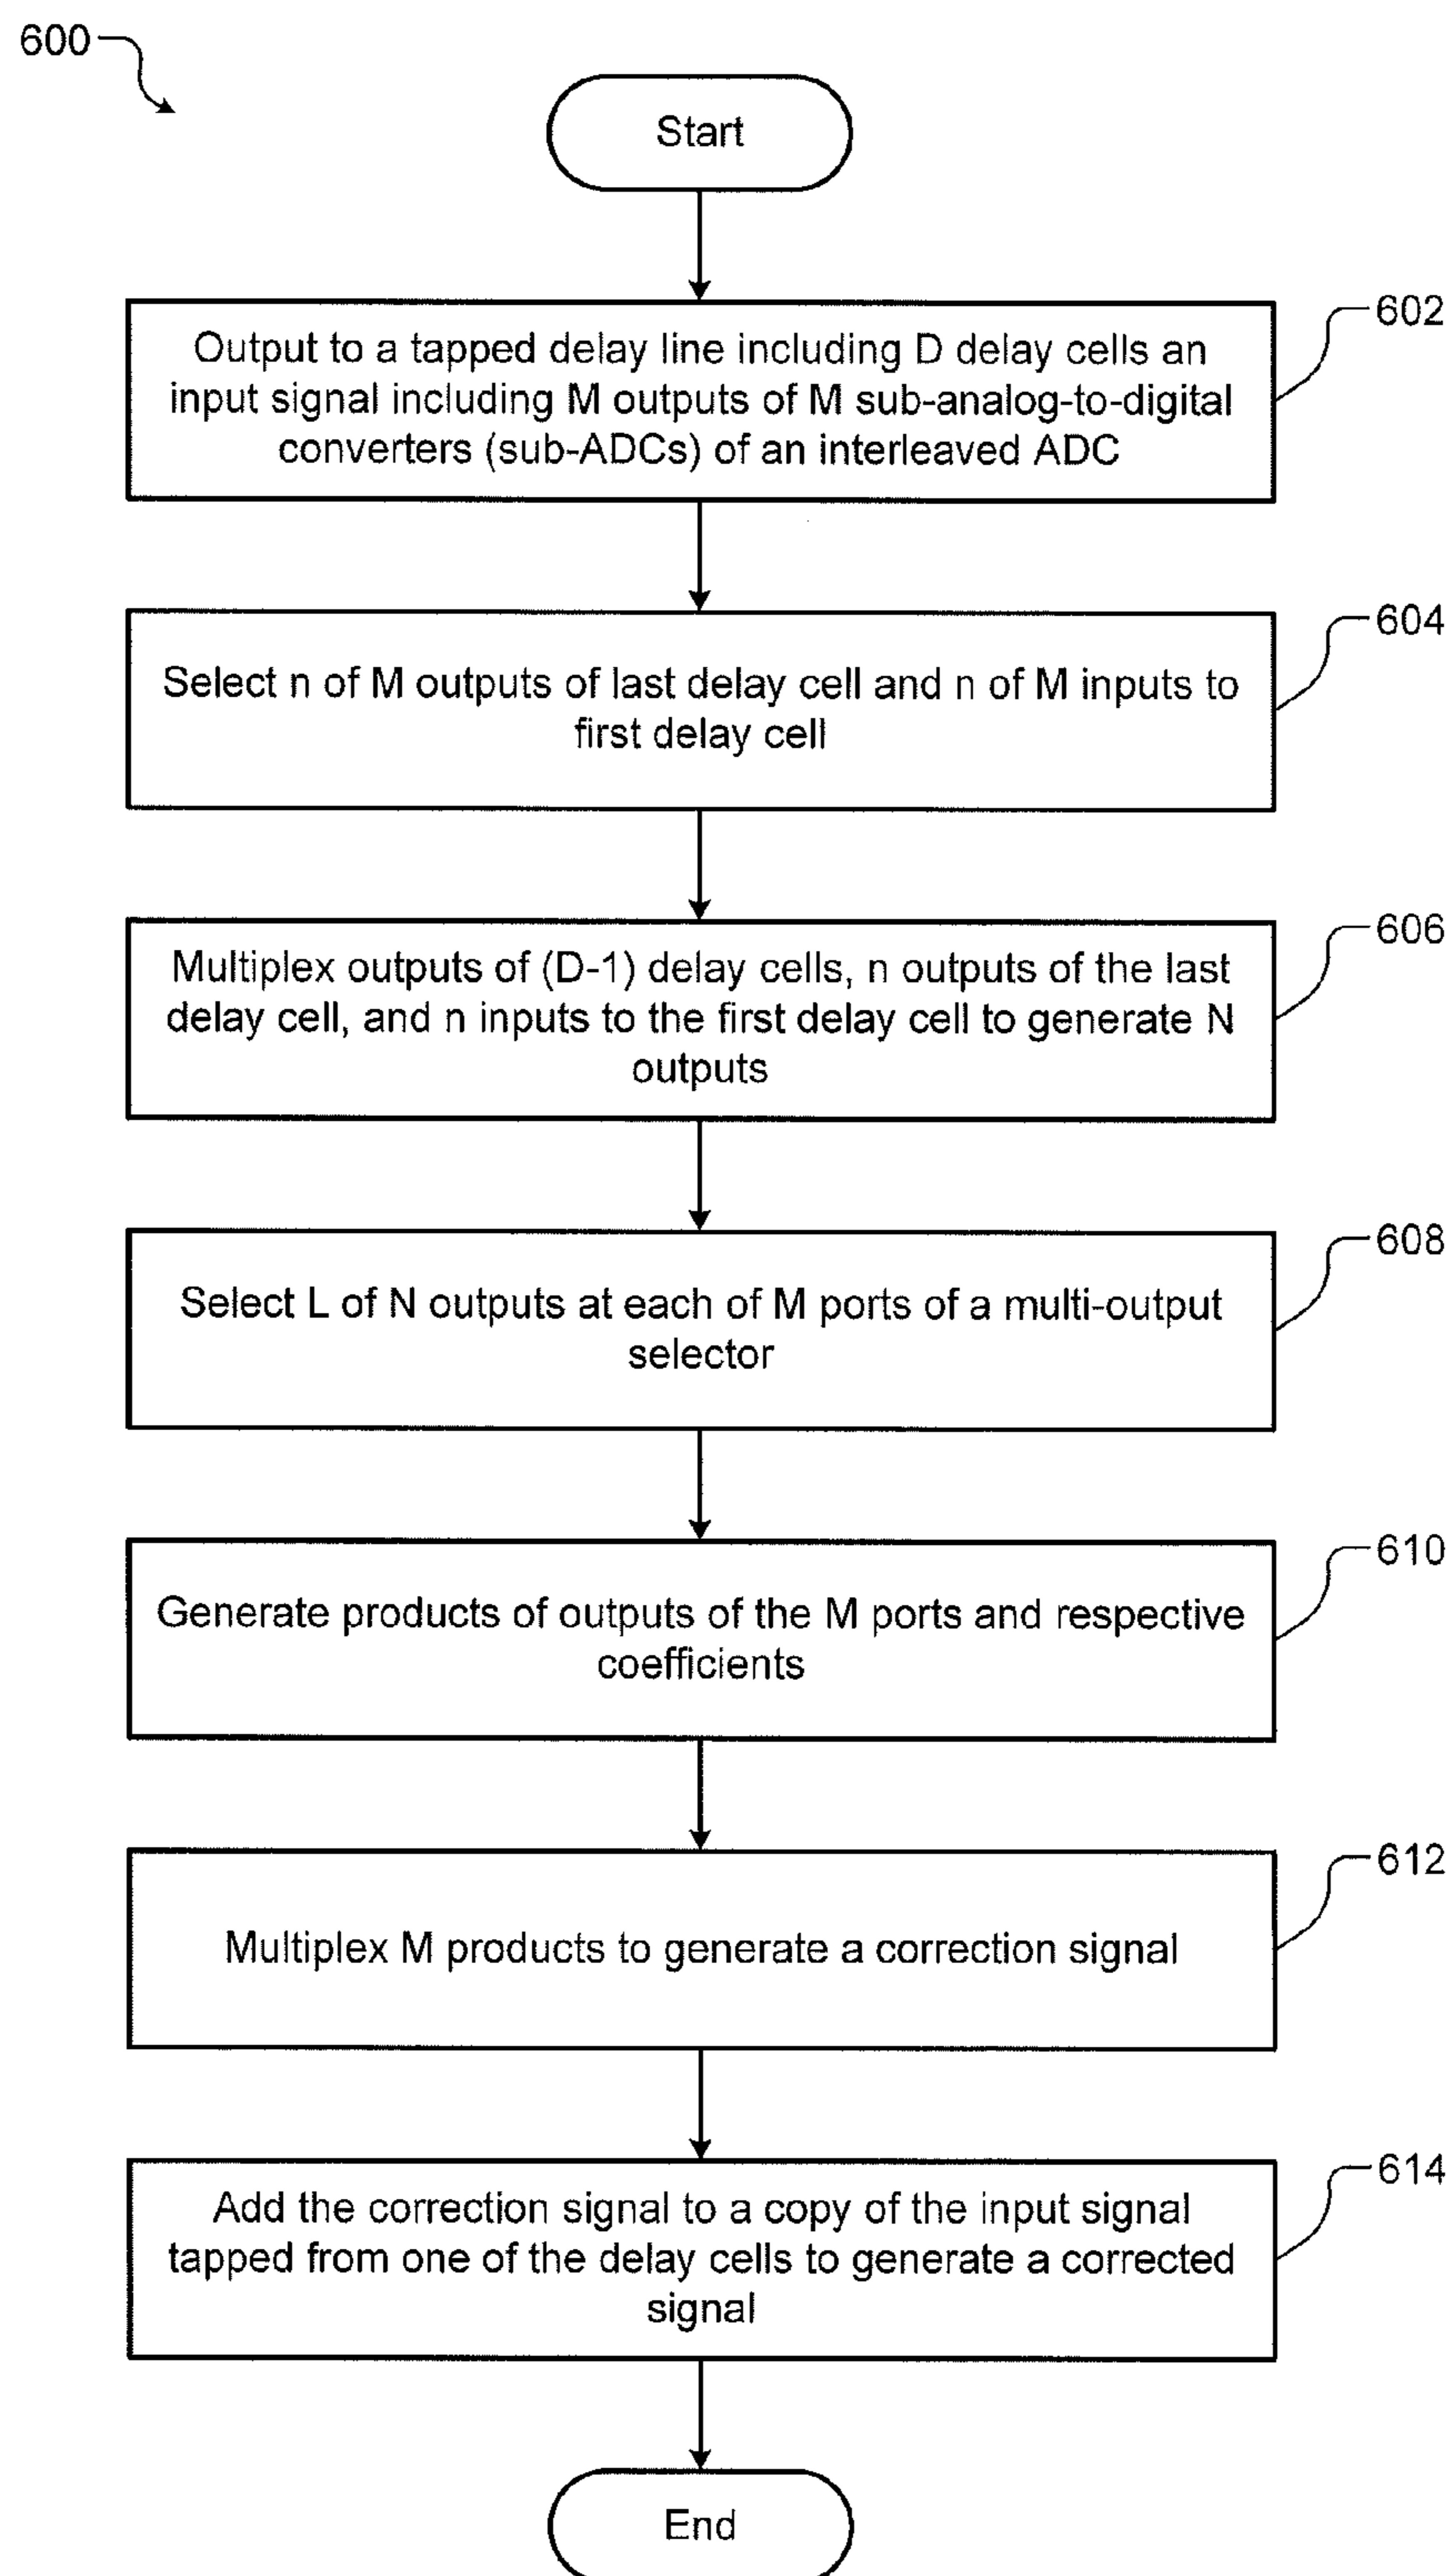 600
Start
602
Output to a tapped delay line including D delay cells an
input signal including M outputs of M sub-analog-to-digital
converters (sub-ADCs) of an interleaved ADC
604
Select n of M outputs of last delay cell and n of M inputs to
first delay cell
606
Multiplex outputs of (D-1) delay cells, n outputs of the last
delay cell, and n inputs to the first delay cell to generate N
outputs
608
Select L of N outputs at each of M ports of a multi-output
selector
610
Generate products of outputs of the M ports and respective
coefficients
612
Multiplex M products to generate a correction signal
614
Add the correction signal to a copy of the input signal
tapped from one of the delay cells to generate a corrected
signal
End